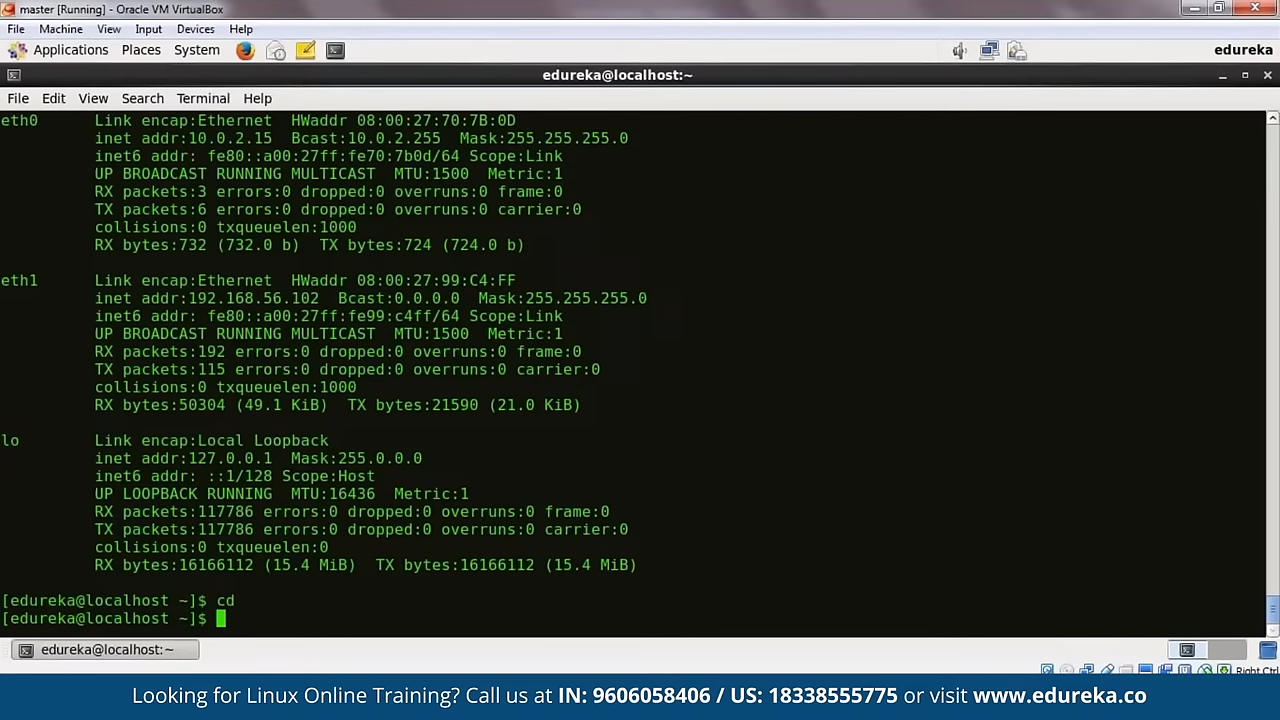 master [Running] - Oracle VM VirtualBox
File Machine View Input Devices Help
Applications Places System edureka
edureka@localhost:~
File Edit View Search Terminal Help
eth0 Link encap:Ethernet HWaddr 08:00:27:70:7B:0D
inet addr:10.0.2.15 Bcast:10.0.2.255 Mask:255.255.255.0
inet6 addr: fe80::a00:27ff:fe70:7b0d/64 Scope:Link
UP BROADCAST RUNNING MULTICAST MTU:1500 Metric:1
RX packets:3 errors:0 dropped:0 overruns:0 frame:0
TX packets:6 errors:0 dropped:0 overruns:0 carrier:0
collisions:0 txqueuelen:1000
RX bytes:732 (732.0 b) TX bytes:724 (724.0 b)
eth1 Link encap:Ethernet HWaddr 08:00:27:99:C4:FF
inet addr:192.168.56.102 Bcast:0.0.0.0 Mask:255.255.255.0
inet6 addr: fe80::a00:27ff:fe99:c4ff/64 Scope:Link
UP BROADCAST RUNNING MULTICAST MTU:1500 Metric:1
RX packets:192 errors:0 dropped:0 overruns:0 frame:0
TX packets:115 errors:0 dropped:0 overruns:0 carrier:0
collisions:0 txqueuelen:1000
RX bytes:50304 (49.1 KiB) TX bytes:21590 (21.0 KiB)
lo Link encap:Local Loopback
inet addr:127.0.0.1 Mask:255.0.0.0
inet6 addr: ::1/128 Scope:Host
UP LOOPBACK RUNNING MTU:16436 Metric:1
RX packets:117786 errors:0 dropped:0 overruns:0 frame:0
TX packets:117786 errors:0 dropped:0 overruns:0 carrier:0
collisions:0 txqueuelen:0
RX bytes:16166112 (15.4 MiB) TX bytes:16166112 (15.4 MiB)
[edureka@localhost ~]$ cd
[edureka@localhost ~]$
edureka@localhost:~
Right Ctrl
Looking for Linux Online Training? Call us at IN: 9606058406 / US: 18338555775 or visit www.edureka.co